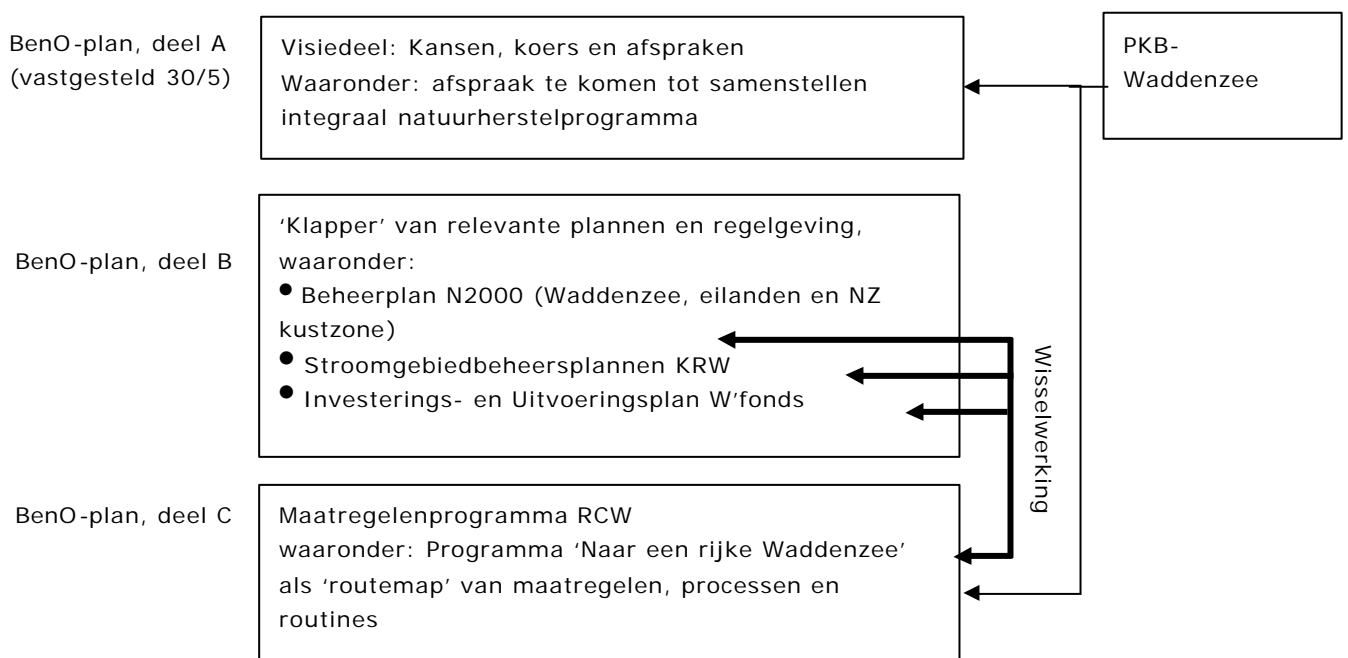 BenO-plan, deel A
(vastgesteld 30/5)
Visiedeel: Kansen, koers en afspraken
Waaronder: afspraak te komen tot samenstellen
integraal natuurherstelprogramma
PKB-
Waddenzee
BenO-plan, deel B
‘Klapper’ van relevante plannen en regelgeving,
waaronder:
• Beheerplan N2000 (Waddenzee, eilanden en NZ
kustzone)
• Stroomgebiedbeheersplannen KRW
• Investerings- en Uitvoeringsplan W’fonds
Wisselwerking
BenO-plan, deel C
Maatregelenprogramma RCW
waaronder: Programma ‘Naar een rijke Waddenzee’
als ‘routemap’ van maatregelen, processen en
routines